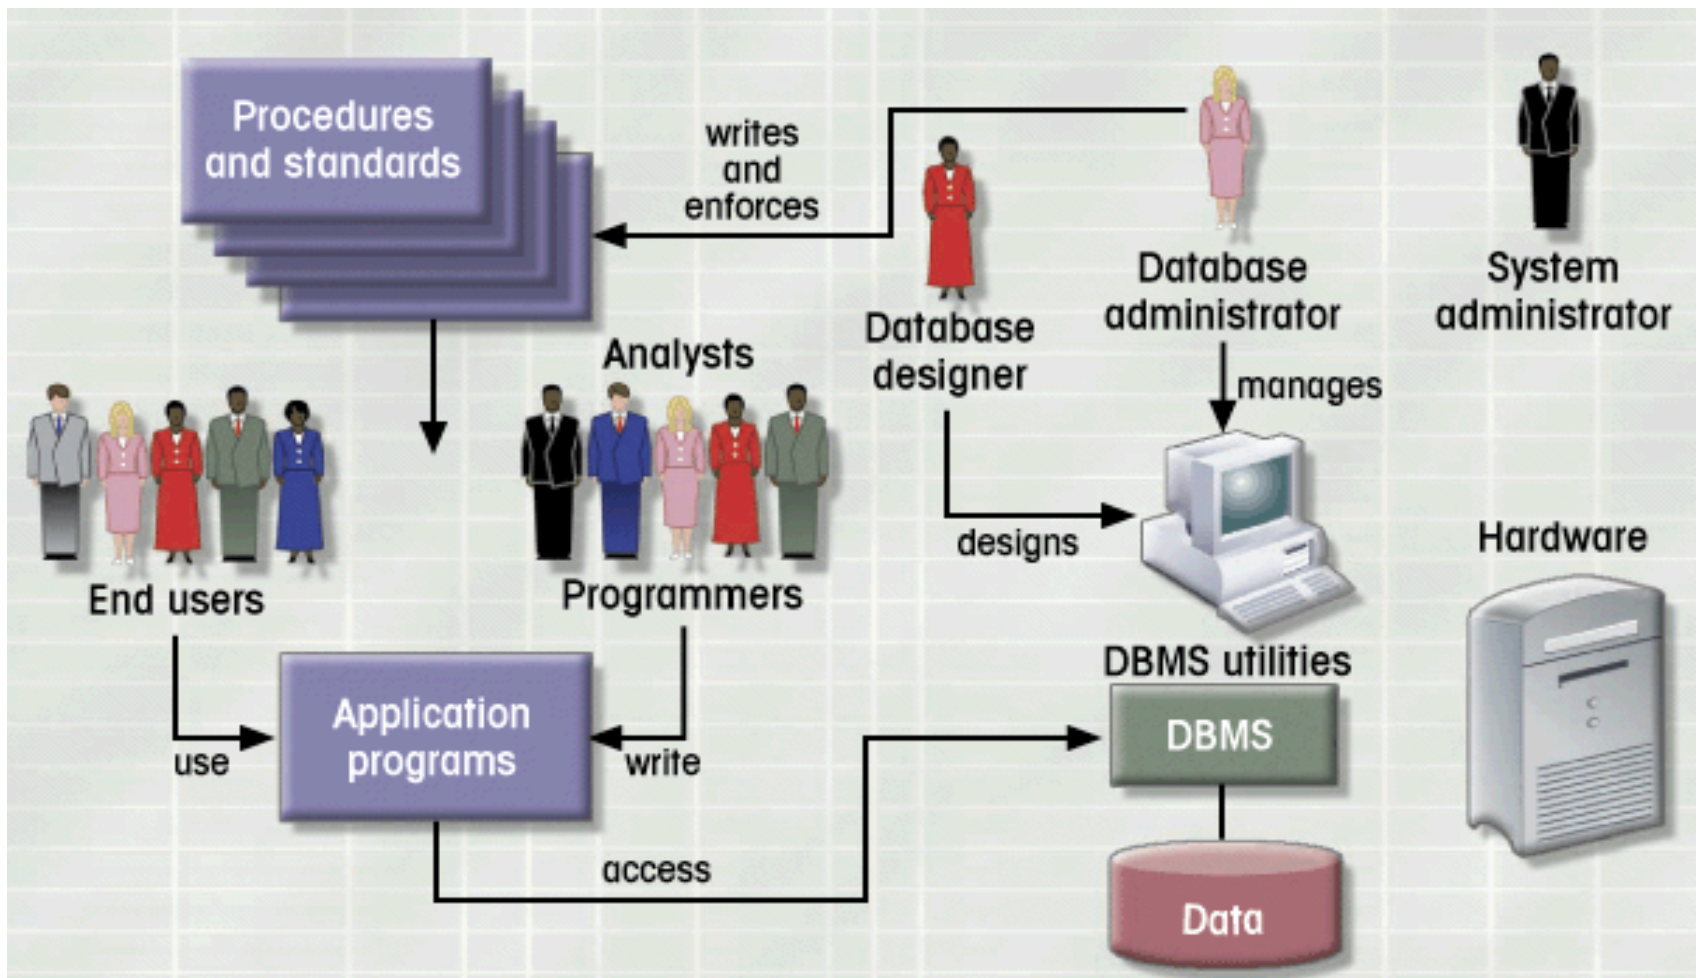 Procedures
and standards
writes
and
enforces
Database
designer
Database
administrator
System
administrator
manages
Analysts
designs
Hardware
End users
Programmers
DBMS utilities
Application
programs
use
write
DBMS
access
Data